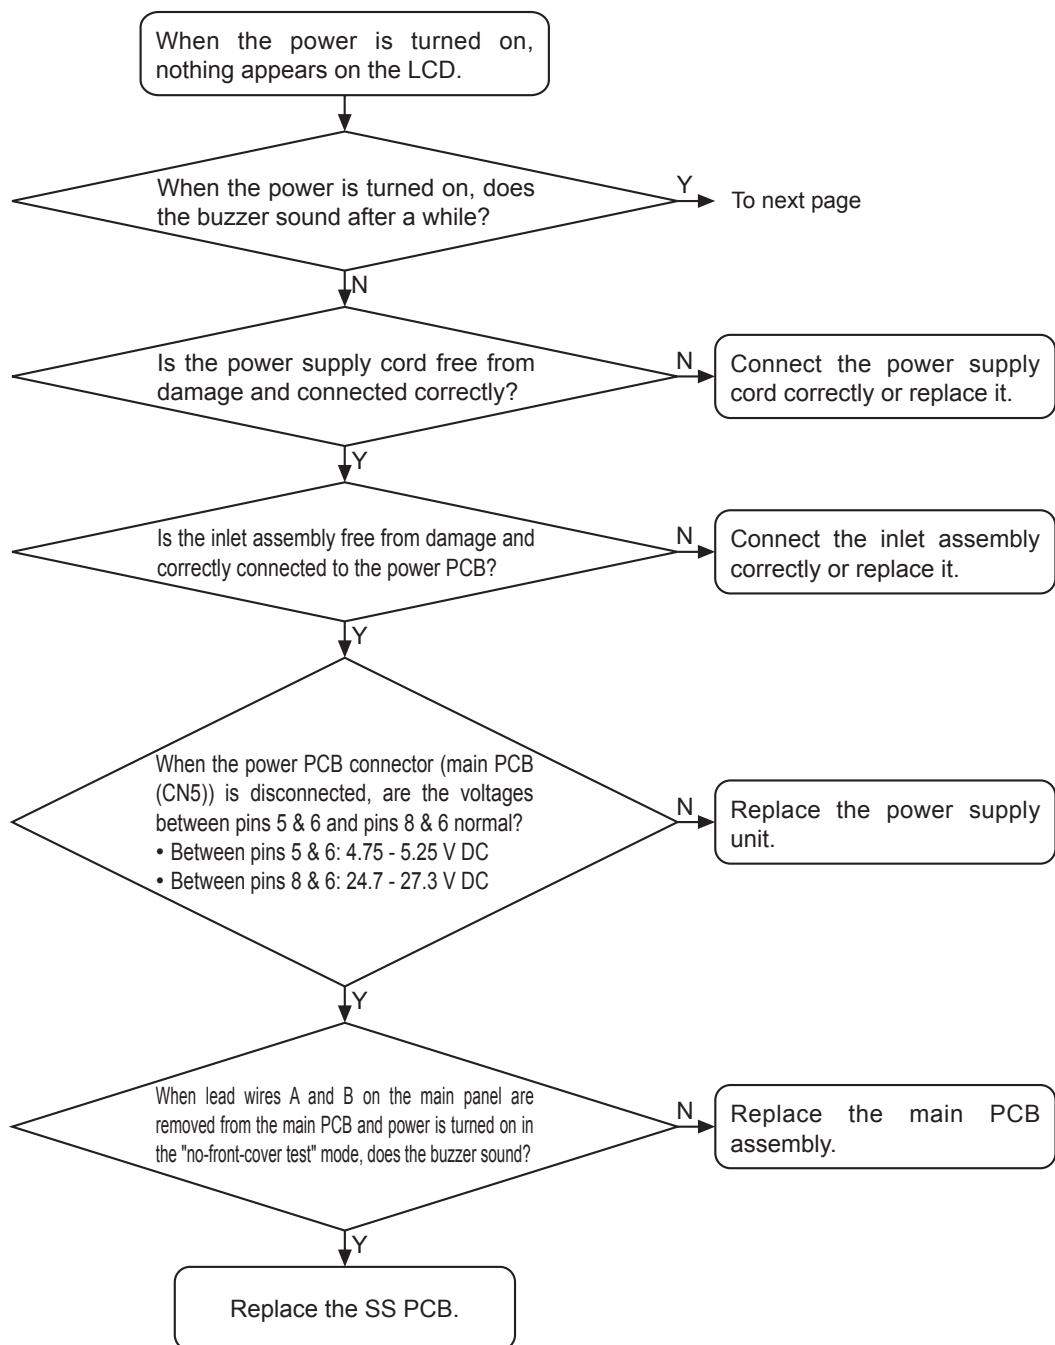 When the power is turned on,
nothing appears on the LCD.
When the power is turned on, does
the buzzer sound after a while?
Y
To next page
N
Is the power supply cord free from
damage and connected correctly?
N
Connect the power supply
cord correctly or replace it.
Y
Is the inlet assembly free from damage and
correctly connected to the power PCB?
N
Connect the inlet assembly
correctly or replace it.
Y
When the power PCB connector (main PCB
(CN5)) is disconnected, are the voltages
between pins 5 & 6 and pins 8 & 6 normal?
• Between pins 5 & 6: 4.75 - 5.25 V DC
• Between pins 8 & 6: 24.7 - 27.3 V DC
N
Replace the power supply
unit.
Y
When lead wires A and B on the main panel are
removed from the main PCB and power is turned on in
the "no-front-cover test" mode, does the buzzer sound?
N
Replace the main PCB
assembly.
Y
Replace the SS PCB.